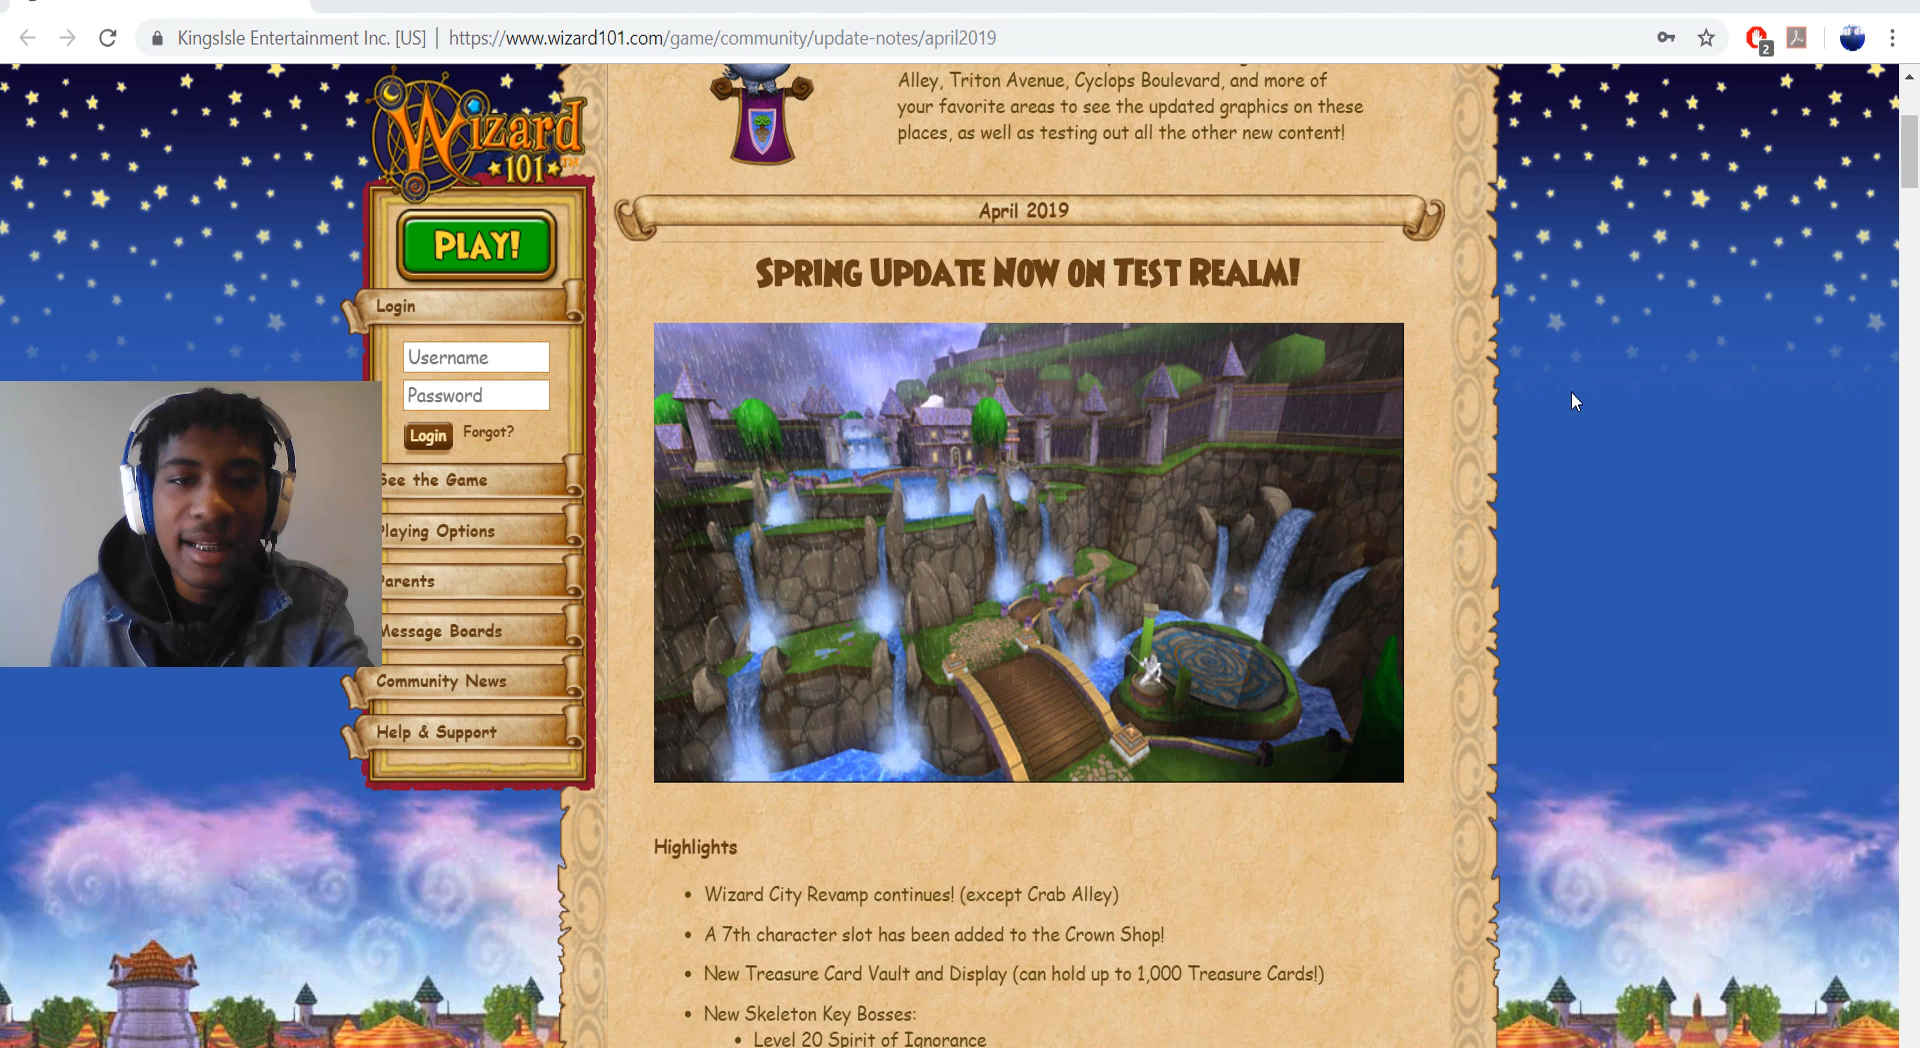 KingsIsle Entertainment Inc. [US] | https://www.wizard101.com/game/community/update-notes/april2019
2
Wizard
101
TM
PLAY!
Login
Username
Password
Login Forgot?
See the Game
Playing Options
Parents
Message Boards
Community News
Help & Support
Alley, Triton Avenue, Cyclops Boulevard, and more of
your favorite areas to see the updated graphics on these
places, as well as testing out all the other new content!
April 2019
SPRING UPDATE NOW ON TEST REALM!
Highlights
• Wizard City Revamp continues! (except Crab Alley)
• A 7th character slot has been added to the Crown Shop!
• New Treasure Card Vault and Display (can hold up to 1,000 Treasure Cards!)
• New Skeleton Key Bosses:
• Level 20 Spirit of Ignorance